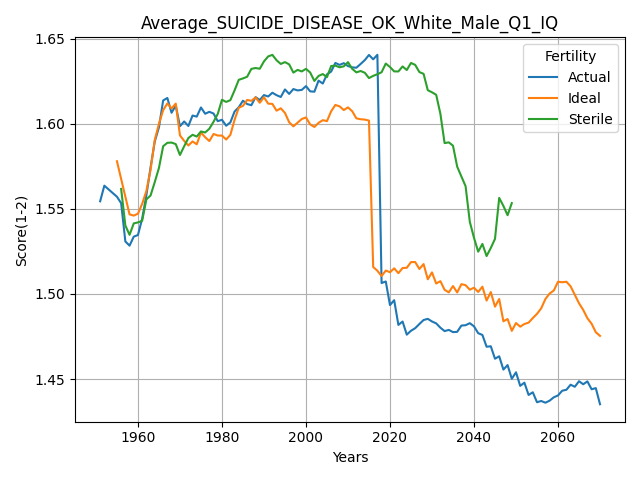 Average_SUICIDE_DISEASE_OK_White_Male_Q1_IQ
Score(1-2)
1.65
1.60
1.55
1.50
1.45
Fertility
Actual
Ideal
Sterile
1960 1980 2000 2020 2040 2060
Years